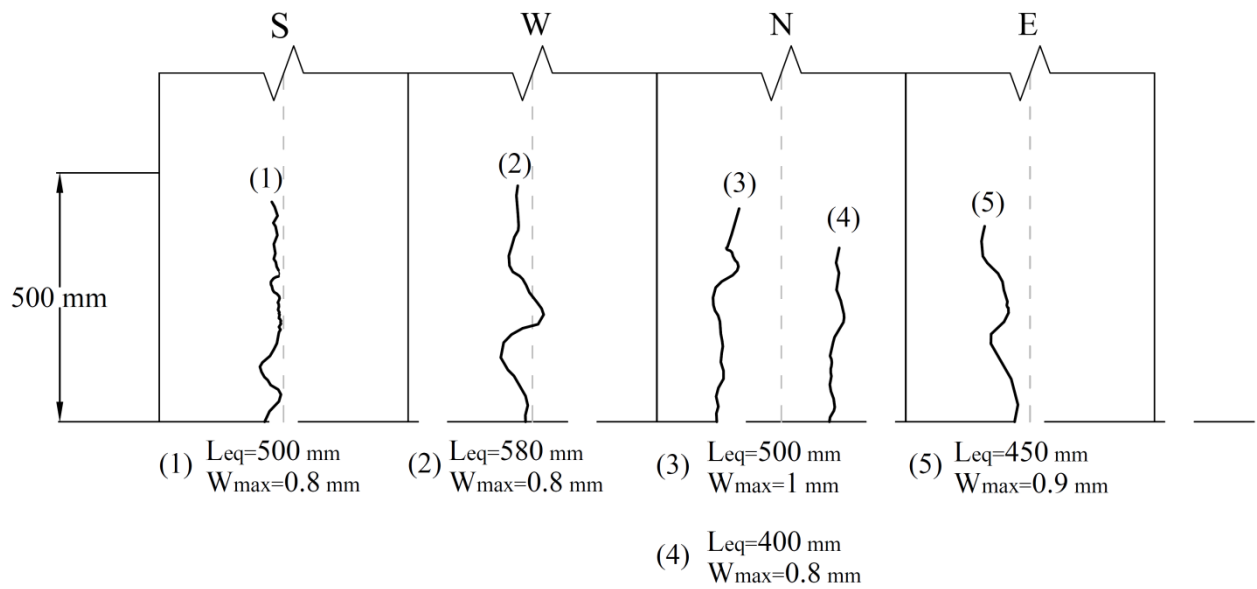 S W N E
(1) (2) (3) (4) (5)
500 mm
(1) Leq=500 mm
Wmax=0.8 mm
(2) Leq=580 mm
Wmax=0.8 mm
(3) Leq=500 mm
Wmax=1 mm
(5) Leq=450 mm
Wmax=0.9 mm
(4) Leq=400 mm
Wmax=0.8 mm